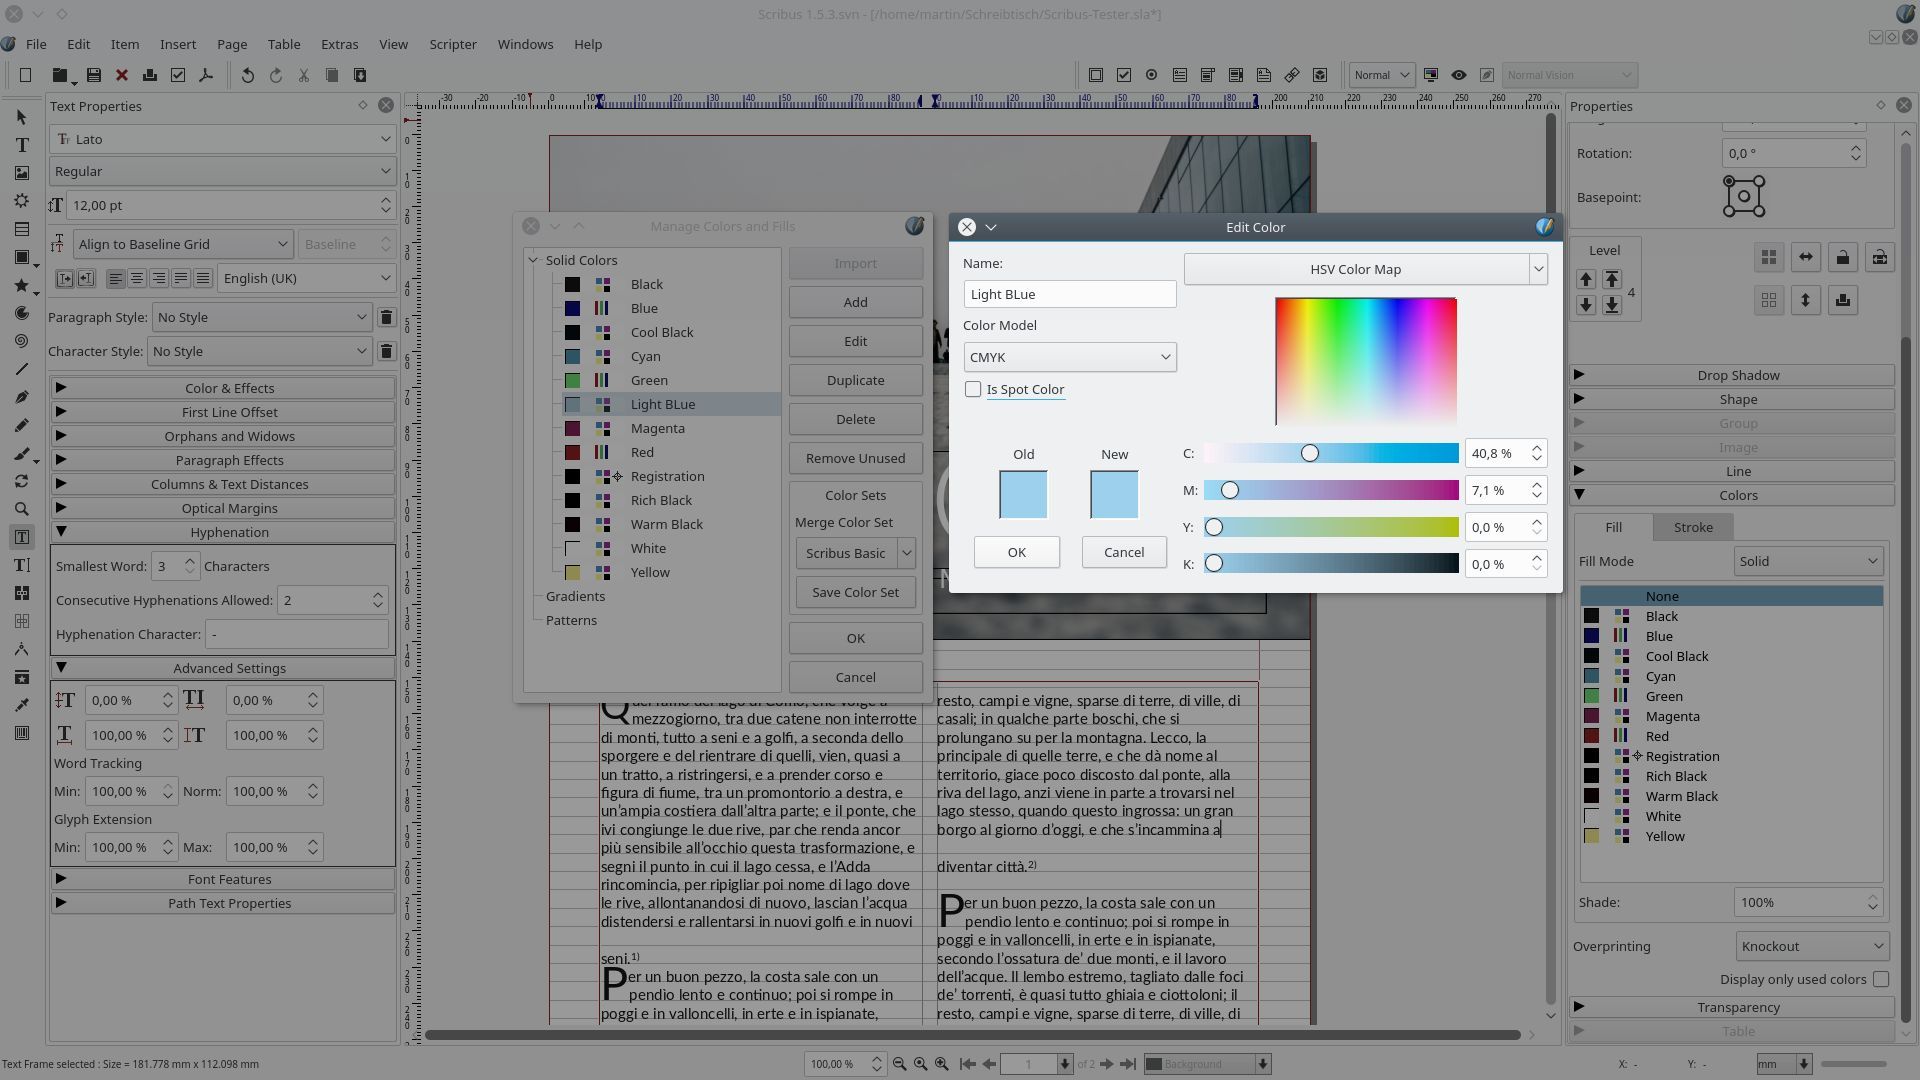 Scribus 1.5.3.svn - [/home/martin/Schreibtisch/Scribus-Tester.sla*]
File Edit Item Insert Page Table Extras View Scripter Windows Help
Normal
Normal Vision
Text Properties
Lato
Regular
12,00 pt
Align to Baseline Grid
Baseline
English (UK)
Paragraph Style: No Style
Character Style: No Style
Color & Effects
First Line Offset
Orphans and Widows
Paragraph Effects
Columns & Text Distances
Optical Margins
Hyphenation
Smallest Word: 3 Characters
Consecutive Hyphenations Allowed: 2
Hyphenation Character: -
Advanced Settings
0,00 % 0,00 %
100,00 % 100,00 %
Word Tracking
Min: 100,00 % Norm: 100,00 %
Glyph Extension
Min: 100,00 % Max: 100,00 %
Font Features
Path Text Properties
Manage Colors and Fills
Solid Colors
Black
Blue
Cool Black
Cyan
Green
Light BLue
Magenta
Red
Registration
Rich Black
Warm Black
White
Yellow
Gradients
Patterns
Import
Add
Edit
Duplicate
Delete
Remove Unused
Color Sets
Merge Color Set
Scribus Basic
Save Color Set
OK
Cancel
Edit Color
Name:
Light BLue
Color Model
CMYK
Is Spot Color
HSV Color Map
Old New
OK Cancel
C: 40,8 %
M: 7,1 %
Y: 0,0 %
K: 0,0 %
mezzogiorno, tra due catene non interrotte
di monti, tutto a seni e a golfi, a seconda dello
sporgere e del rientrare di quelli, vien, quasi a
un tratto, a ristringersi, e a prender corso e
figura di fiume, tra un promontorio a destra, e
un’ampia costiera dall’altra parte; e il ponte, che
ivi congiunge le due rive, par che renda ancor
più sensibile all’occhio questa trasformazione, e
segni il punto in cui il lago cessa, e l’Adda
rincomincia, per ripigliar poi nome di lago dove
le rive, allontanandosi di nuovo, lascian l’acqua
distendersi e rallentarsi in nuovi golfi e in nuovi
seni.1)
Per un buon pezzo, la costa sale con un
pendìo lento e continuo; poi si rompe in
poggi e in valloncelli, in erte e in ispianate,
resto, campi e vigne, sparse di terre, di ville, di
casali; in qualche parte boschi, che si
prolungano su per la montagna. Lecco, la
principale di quelle terre, e che dà nome al
territorio, giace poco discosto dal ponte, alla
riva del lago, anzi viene in parte a trovarsi nel
lago stesso, quando questo ingrossa: un gran
borgo al giorno d’oggi, e che s’incammina a
diventar città.2)
Per un buon pezzo, la costa sale con un
pendìo lento e continuo; poi si rompe in
poggi e in valloncelli, in erte e in ispianate,
secondo l’ossatura de’ due monti, e il lavoro
dell’acque. Il lembo estremo, tagliato dalle foci
de’ torrenti, è quasi tutto ghiaia e ciottoloni; il
resto, campi e vigne, sparse di terre, di ville, di
Properties
Rotation: 0,0 °
Basepoint:
Level
4
Drop Shadow
Shape
Group
Image
Line
Colors
Fill Stroke
Fill Mode Solid
None
Black
Blue
Cool Black
Cyan
Green
Magenta
Red
Registration
Rich Black
Warm Black
White
Yellow
Shade: 100%
Overprinting Knockout
Display only used colors
Transparency
Table
Text Frame selected : Size = 181.778 mm x 112.098 mm
100,00 % 1 of 2 Background X: - Y: - mm